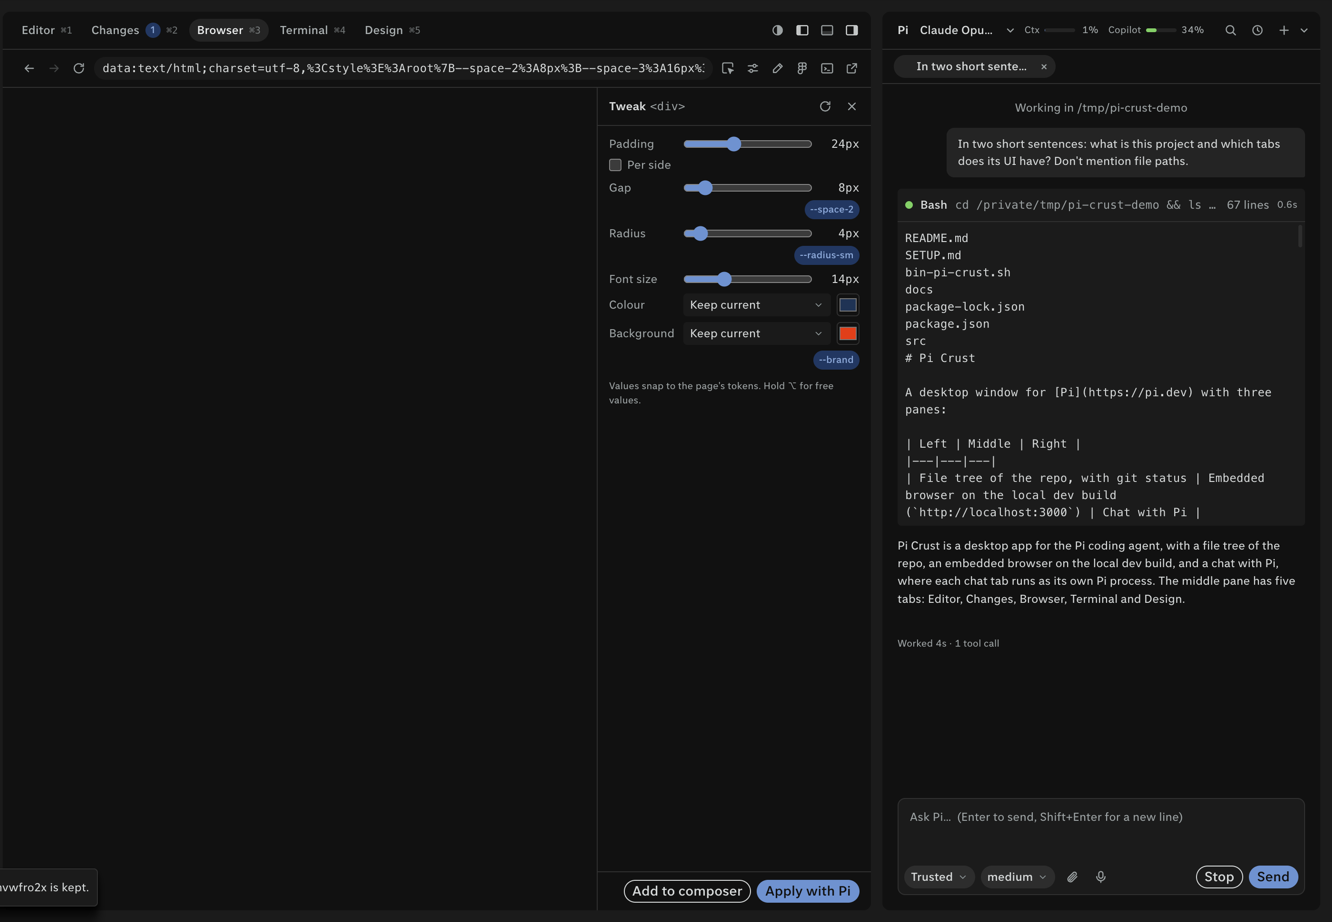 Editor ⌘1 Changes 1 ⌘2 Browser ⌘3 Terminal ⌘4 Design ⌘5
data:text/html;charset=utf-8,%3Cstyle%3E%3Aroot%7B--space-2%3A8px%3B--space-3%3A16px%
Tweak <div>
Padding 24px
Per side
Gap 8px
--space-2
Radius 4px
--radius-sm
Font size 14px
Colour Keep current
Background Keep current
--brand
Values snap to the page's tokens. Hold ⌥ for free
values.
Add to composer Apply with Pi
is kept.
Pi Claude Opu... Ctx 1% Copilot 34%
In two short sente... ×
Working in /tmp/pi-crust-demo
In two short sentences: what is this project and which tabs
does its UI have? Don't mention file paths.
Bash cd /private/tmp/pi-crust-demo && ls … 67 lines 0.6s
README.md
SETUP.md
bin-pi-crust.sh
docs
package-lock.json
package.json
src
# Pi Crust
A desktop window for [Pi](https://pi.dev) with three
panes:
| Left | Middle | Right |
|---|---|---|
| File tree of the repo, with git status | Embedded
browser on the local dev build
(`http://localhost:3000`) | Chat with Pi |
Pi Crust is a desktop app for the Pi coding agent, with a file tree of the
repo, an embedded browser on the local dev build, and a chat with Pi,
where each chat tab runs as its own Pi process. The middle pane has five
tabs: Editor, Changes, Browser, Terminal and Design.
Worked 4s · 1 tool call
Ask Pi… (Enter to send, Shift+Enter for a new line)
Trusted medium Stop Send